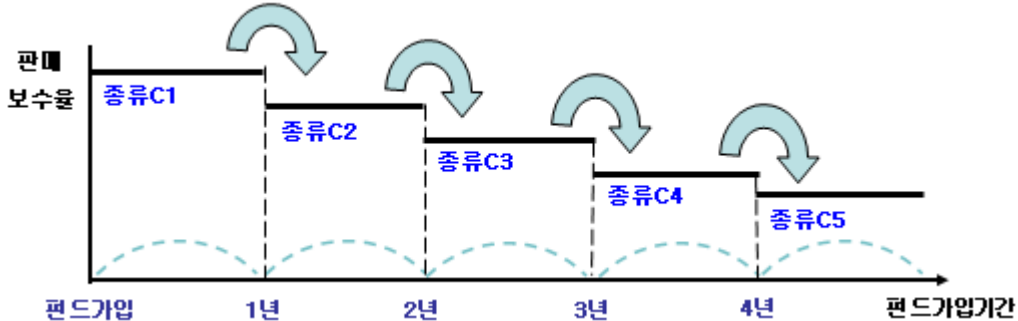 판매
보수율
종류C1
종류C2
종류C3
종류C4
종류C5
펀드가입
1년
2년
3년
4년
펀드가입기간